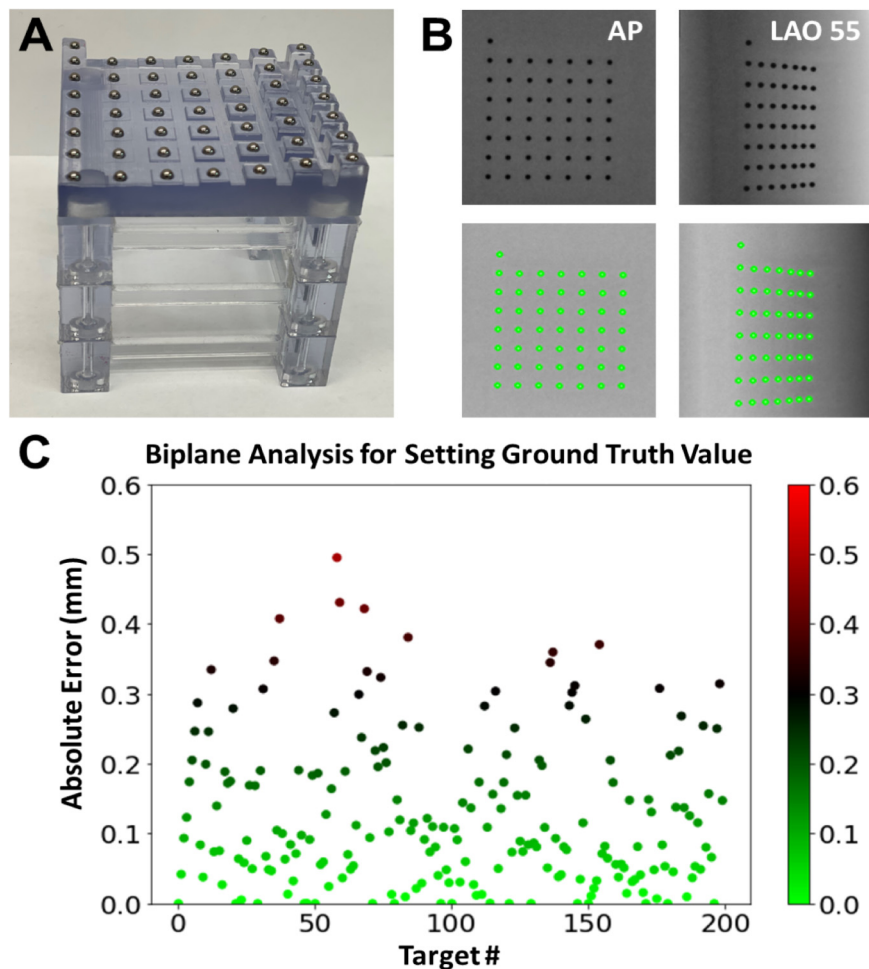 A
B
AP
LAO 55
C
Biplane Analysis for Setting Ground Truth Value
Absolute Error (mm)
0.6
0.5
0.4
0.3
0.2
0.1
0.0
0
50
100
150
200
Target #
0.6
0.5
0.4
0.3
0.2
0.1
0.0